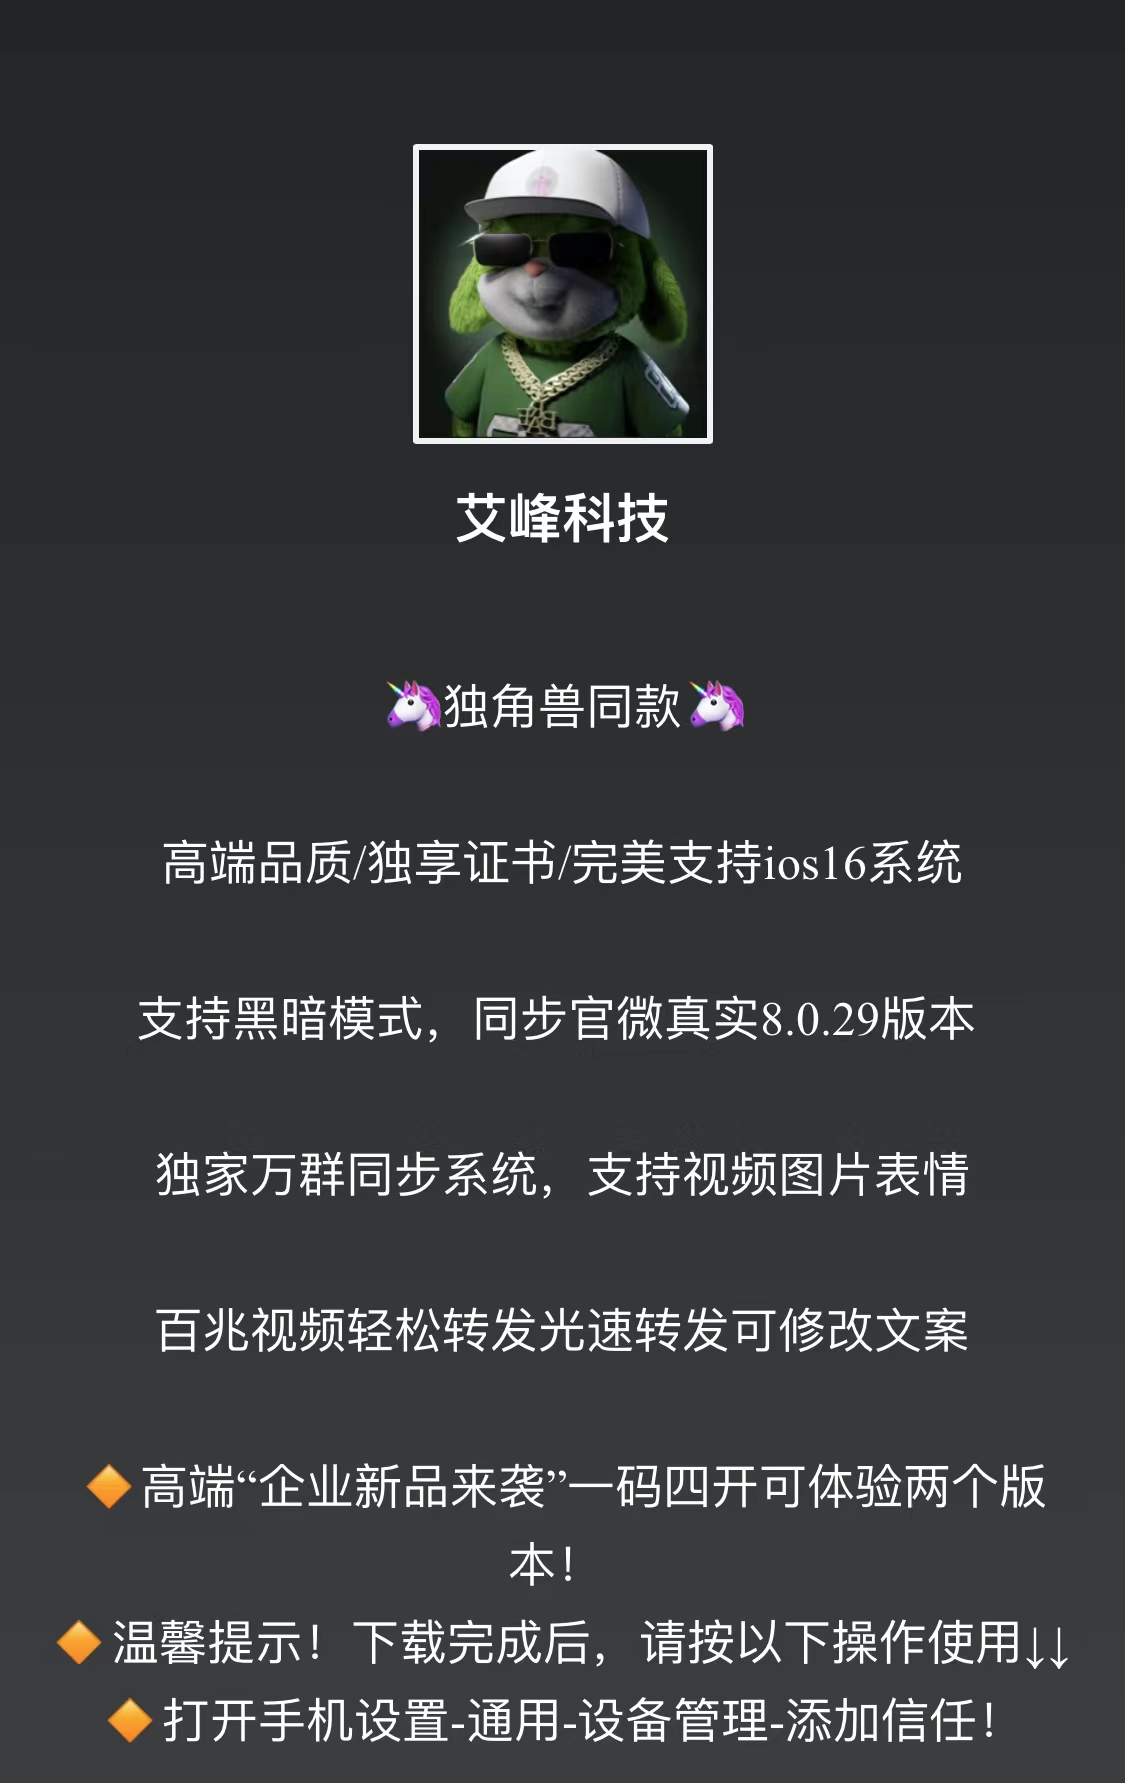 艾峰科技
🦄独角兽同款🦄
高端品质/独享证书/完美支持ios16系统
支持黑暗模式，同步官微真实8.0.29版本
独家万群同步系统，支持视频图片表情
百兆视频轻松转发光速转发可修改文案
🔶高端“企业新品来袭”一码四开可体验两个版
本！
🔶温馨提示！下载完成后，请按以下操作使用↓↓
🔶打开手机设置-通用-设备管理-添加信任！